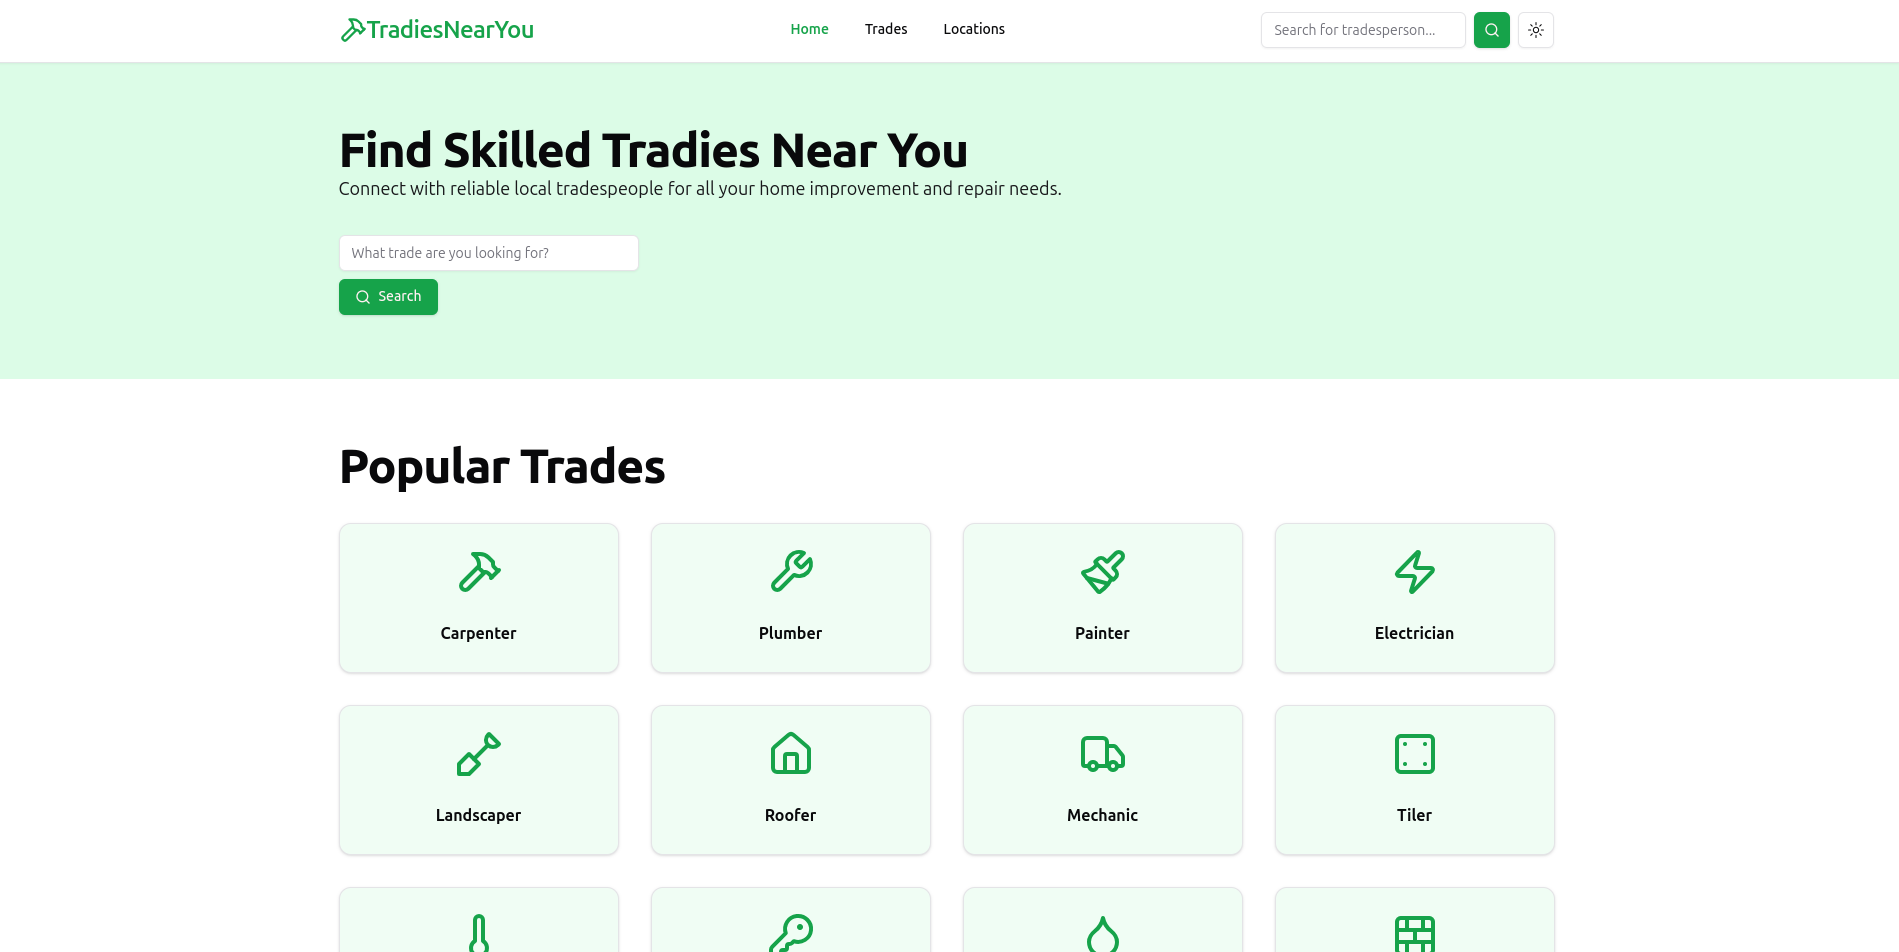 TradiesNearYou
Home
Trades
Locations
Search for tradesperson...
Find Skilled Tradies Near You
Connect with reliable local tradespeople for all your home improvement and repair needs.
What trade are you looking for?
Search
Popular Trades
Carpenter
Plumber
Painter
Electrician
Landscaper
Roofer
Mechanic
Tiler